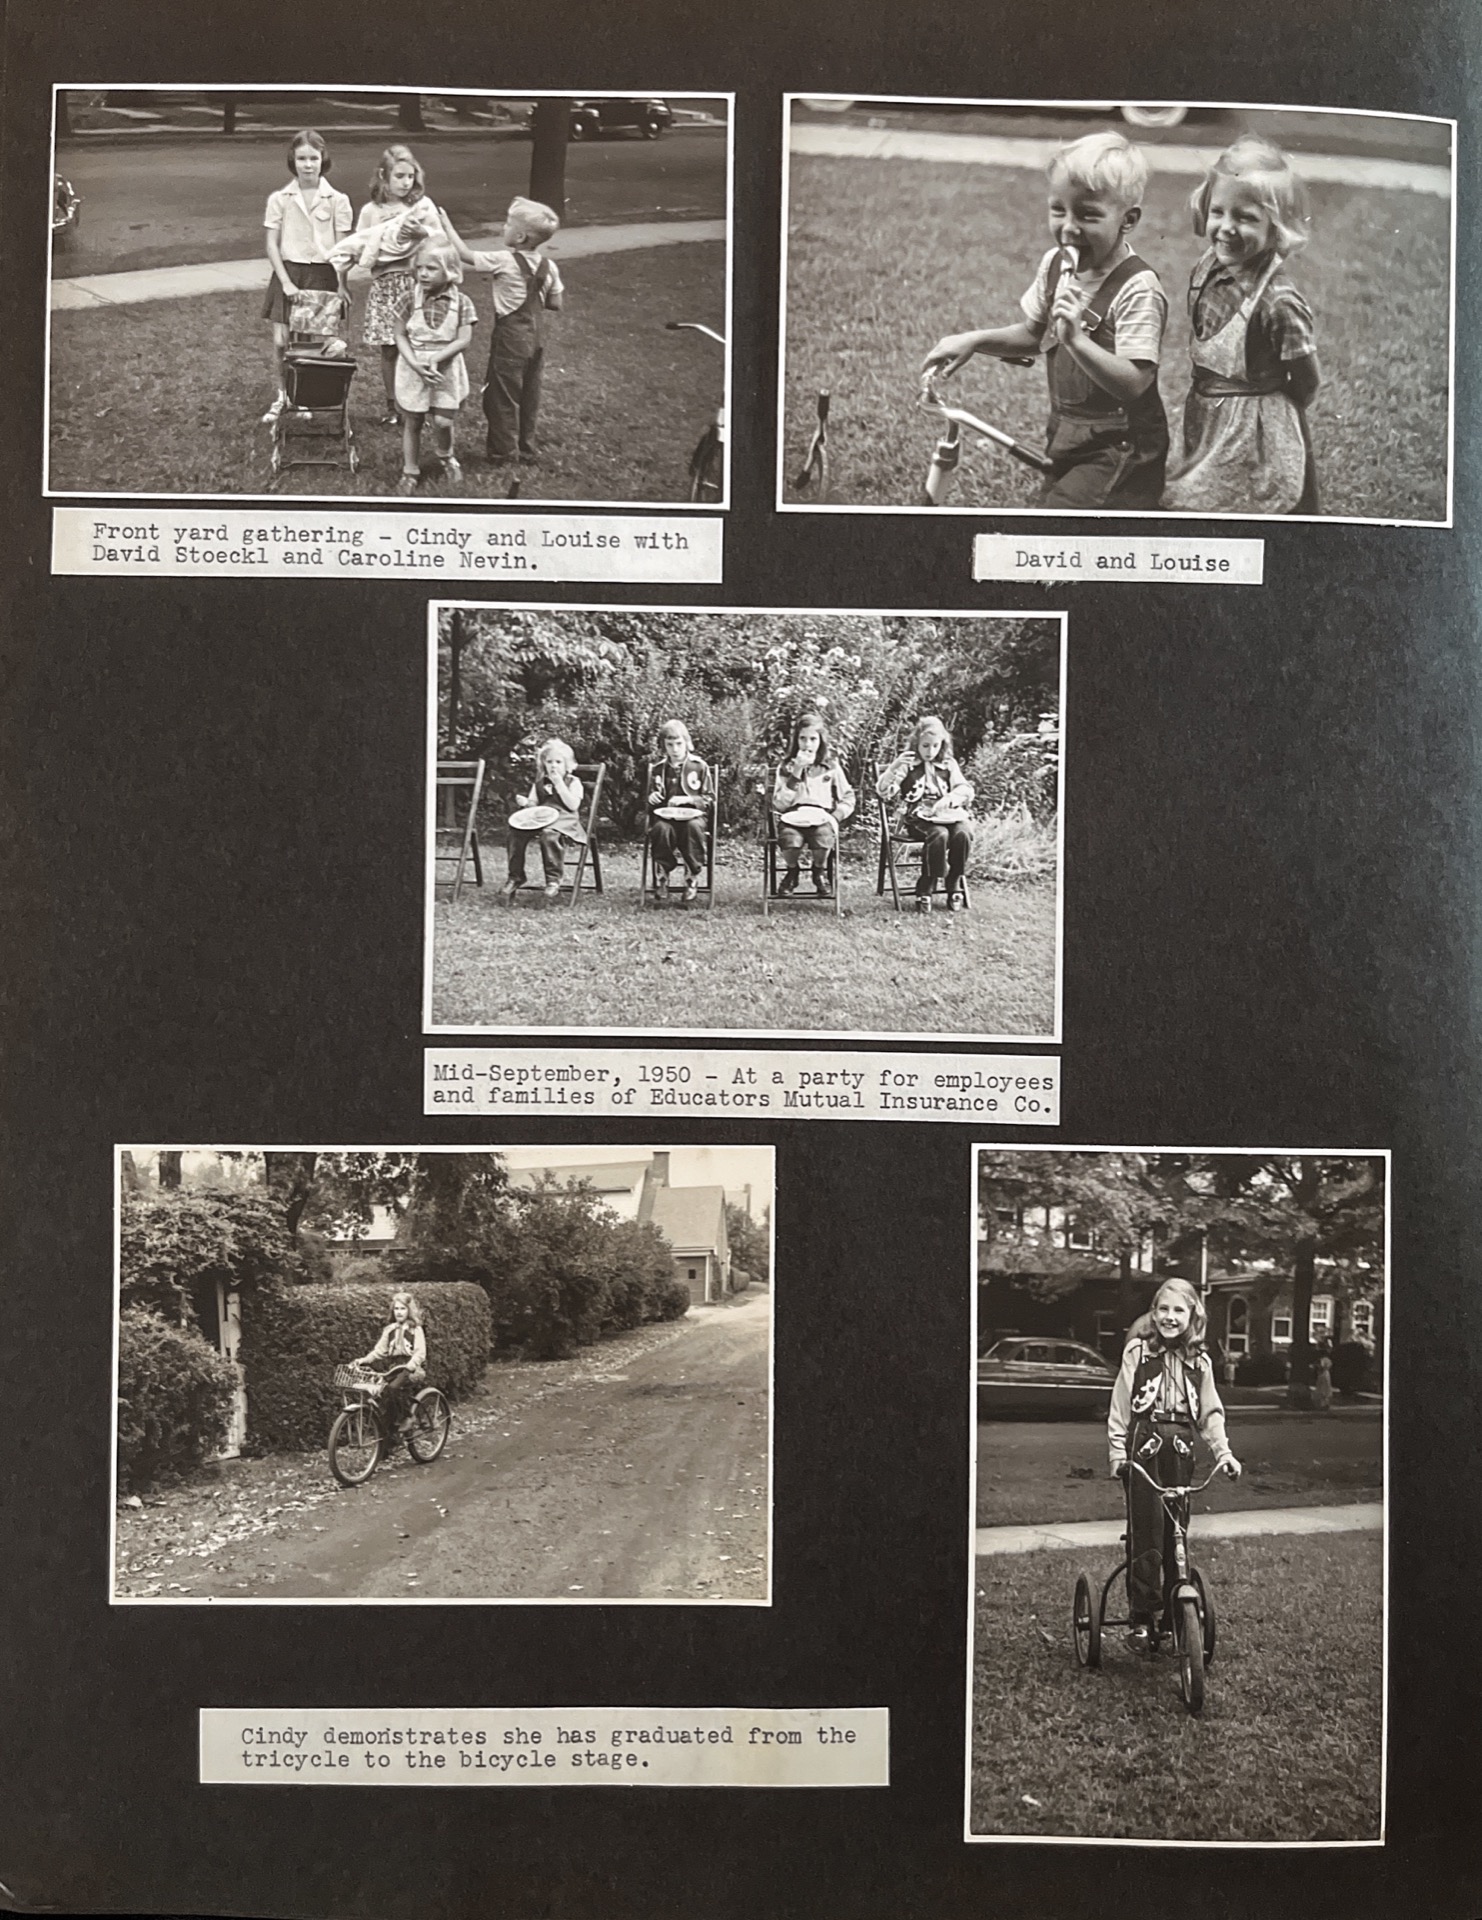 Front yard gathering - Cindy and Louise with
David Stoeckl and Caroline Nevin.
David and Louise
Mid-September, 1950 - At a party for employees
and families of Educators Mutual Insurance Co.
Cindy demonstrates she has graduated from the
tricycle to the bicycle stage.